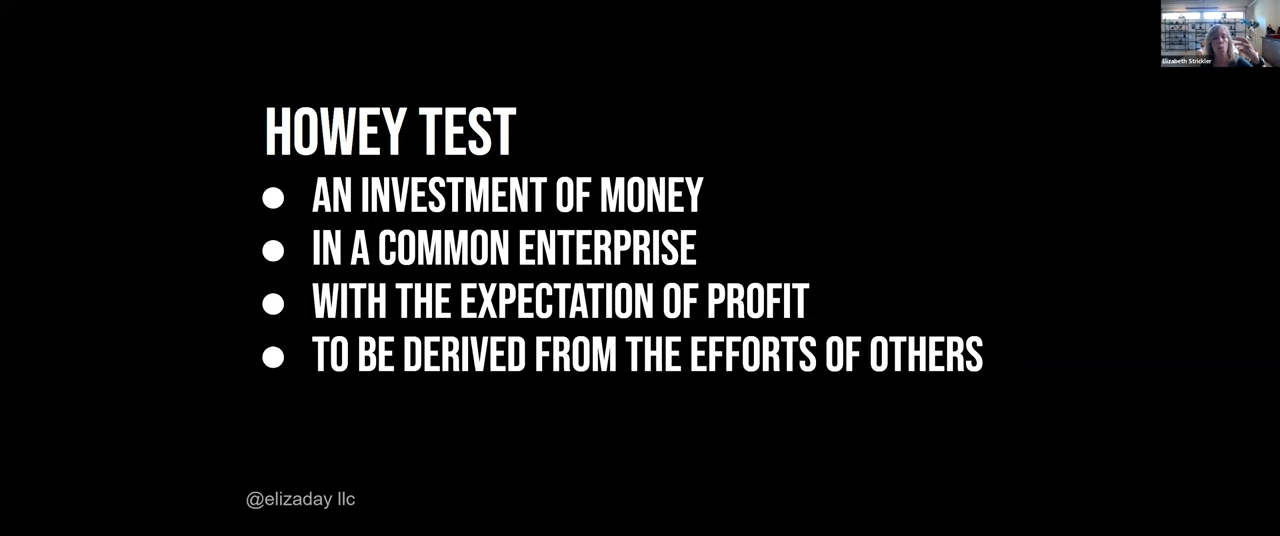 Elizabeth Strickler
HOWEY TEST
● AN INVESTMENT OF MONEY
● IN A COMMON ENTERPRISE
● WITH THE EXPECTATION OF PROFIT
● TO BE DERIVED FROM THE EFFORTS OF OTHERS
@elizaday llc